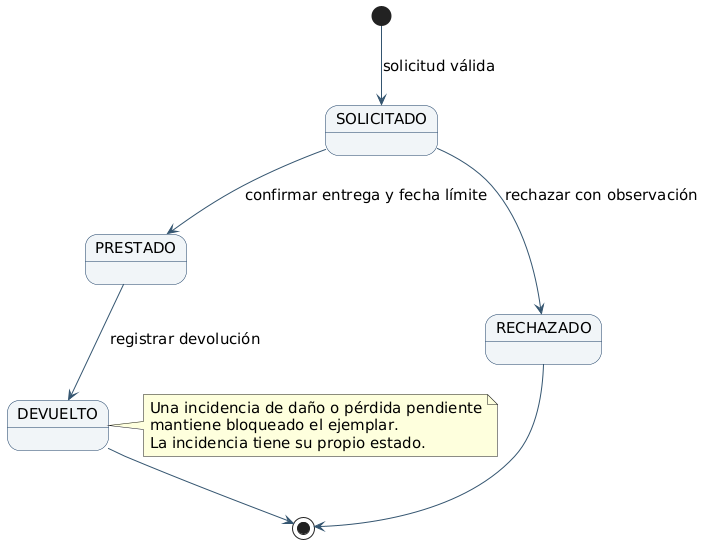 solicitud válida
SOLICITADO
confirmar entrega y fecha límite
rechazar con observación
PRESTADO
RECHAZADO
registrar devolución
DEVUELTO
Una incidencia de daño o pérdida pendiente
mantiene bloqueado el ejemplar.
La incidencia tiene su propio estado.